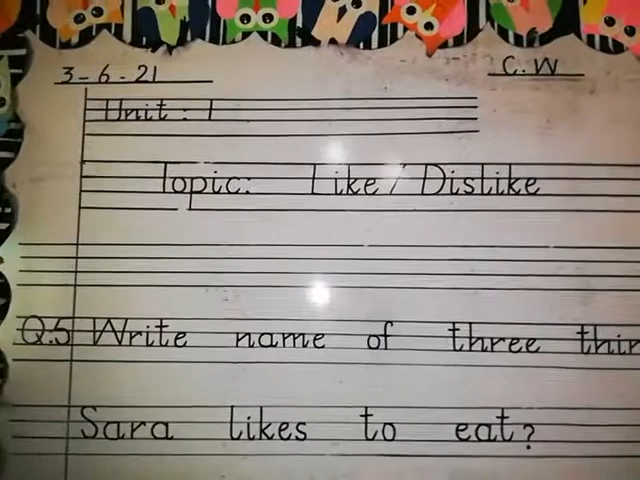 3-6-21 C.W
Unit: 1
Topic: Like / Dislike
Q.5 Write name of three
Sara likes to eat?